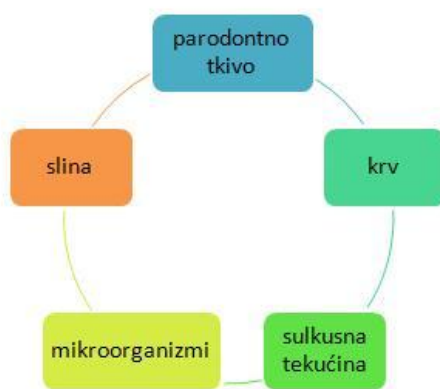 parodontno
tkivo
krv
sulkusna
tekućina
mikroorganizmi
slina